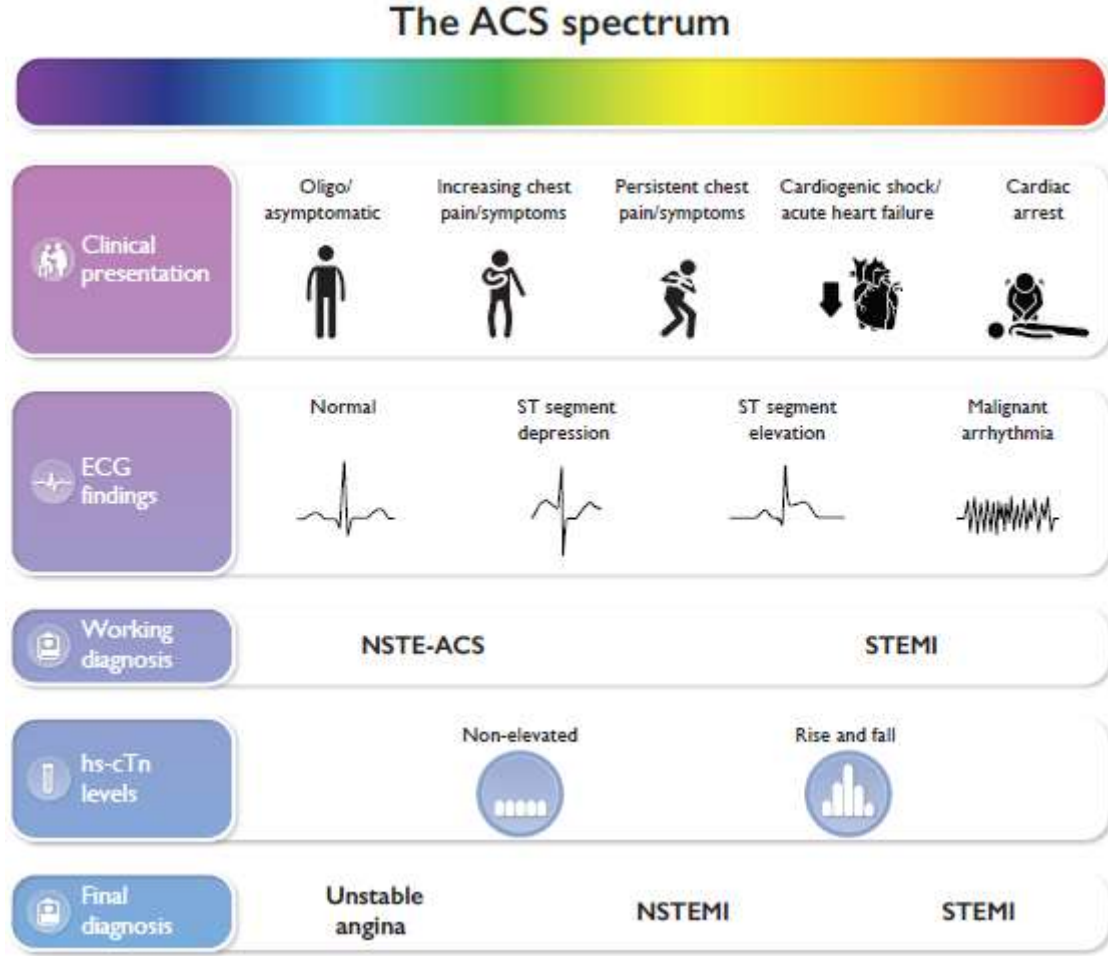 The ACS spectrum
Clinical
presentation
Oligo/
asymptomatic
Increasing chest
pain/symptoms
Persistent chest
pain/symptoms
Cardiogenic shock/
acute heart failure
Cardiac
arrest
ECG
findings
Normal
ST segment
depression
ST segment
elevation
Malignant
arrhythmia
Working
diagnosis
NSTE-ACS
STEMI
hs-cTn
levels
Non-elevated
Rise and fall
Final
diagnosis
Unstable
angina
NSTEMI
STEMI